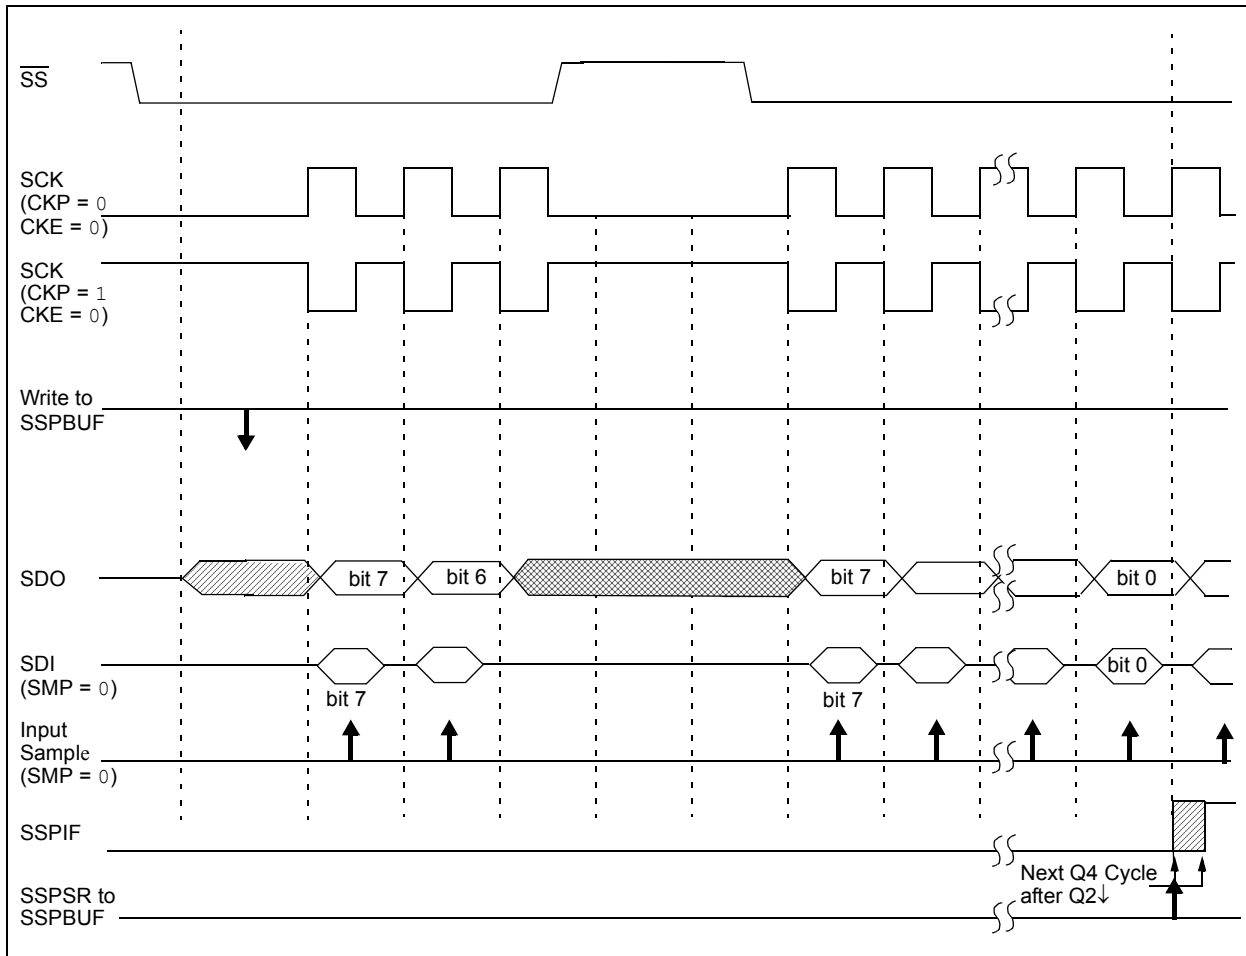 SS
SCK
(CKP = 0
CKE = 0)
SCK
(CKP = 1
CKE = 0)
Write to
SSPBUF
SDO
bit 7
bit 6
bit 7
bit 0
SDI
(SMP = 0)
bit 7
bit 7
bit 0
Input
Sample
(SMP = 0)
SSPIF
Next Q4 Cycle
after Q2↓
SSPSR to
SSPBUF